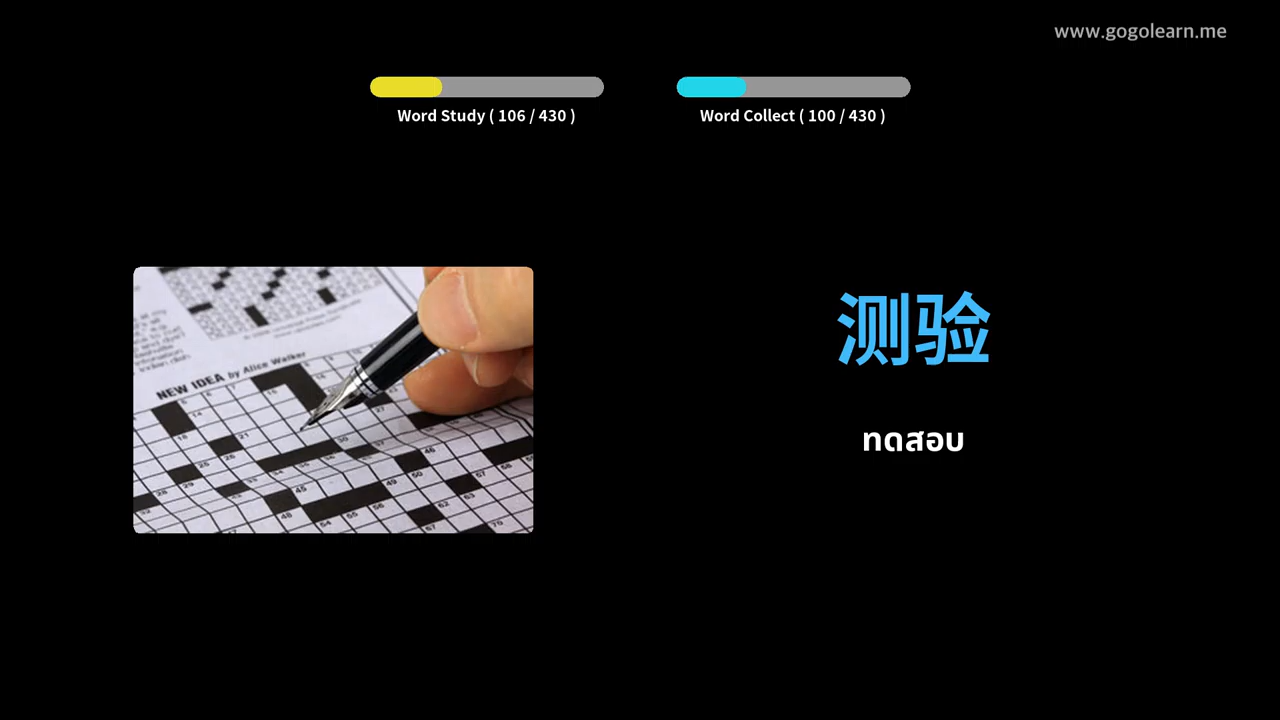 www.gogolearn.me
Word Study ( 106 / 430 )
Word Collect ( 100 / 430 )
测验
ทดสอบ
NEW IDEA by Alice Walker